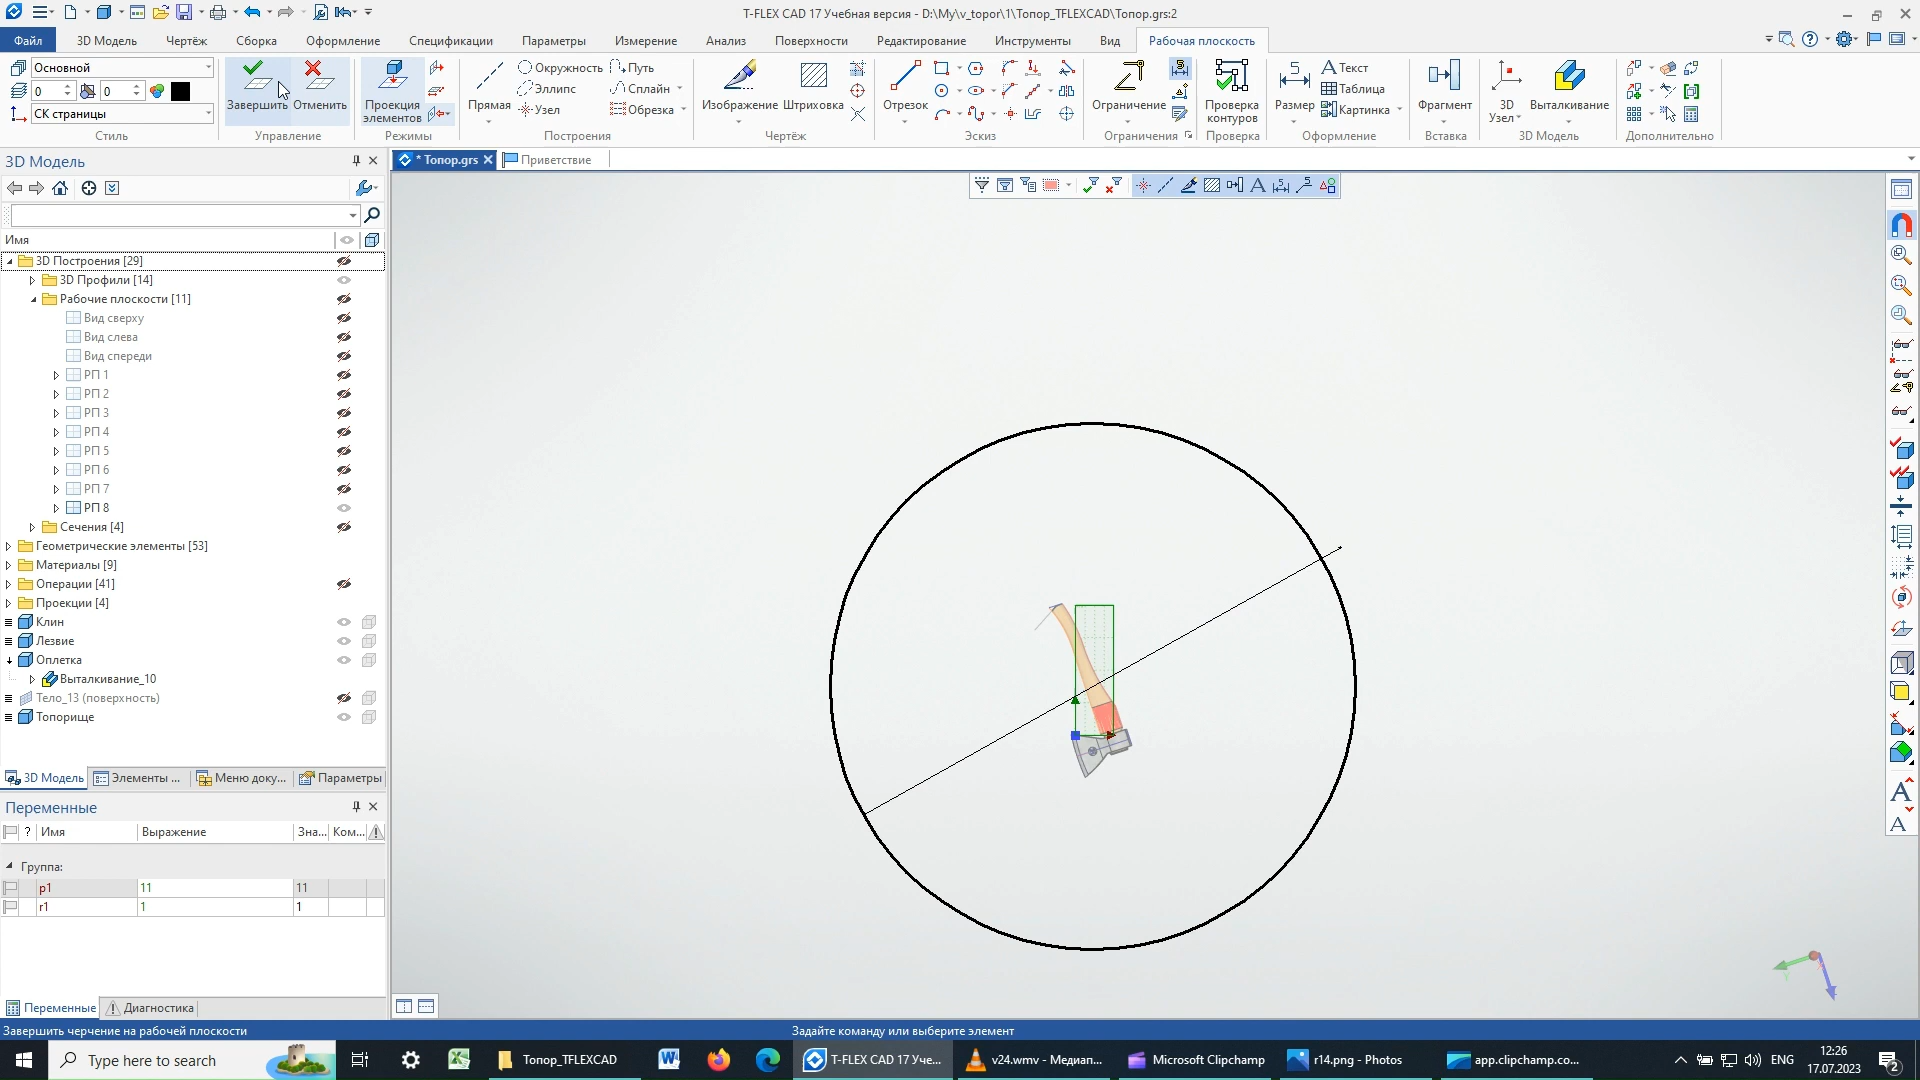 T-FLEX CAD 17 Учебная версия - D:\My\v_topor\1\Топор_TFLEXCAD\Топор.grs:2
Файл
3D Модель
Чертёж
Сборка
Оформление
Спецификации
Параметры
Измерение
Анализ
Поверхности
Редактирование
Инструменты
Вид
Рабочая плоскость
Основной
0
0
СК страницы
Стиль
Завершить
Отменить
Управление
Проекция элементов
Режимы
Прямая
Окружность
Эллипс
Узел
Путь
Сплайн
Обрезка
Построения
Изображение
Штриховка
Чертёж
Отрезок
Эскиз
Ограничение
Ограничения
Проверка контуров
Проверка
Размер
Текст
Таблица
Картинка
Оформление
Фрагмент
Вставка
3D Узел
Выталкивание
3D Модель
Дополнительно
3D Модель
* Топор.grs
Приветствие
Имя
3D Построения [29]
3D Профили [14]
Рабочие плоскости [11]
Вид сверху
Вид слева
Вид спереди
РП 1
РП 2
РП 3
РП 4
РП 5
РП 6
РП 7
РП 8
Сечения [4]
Геометрические элементы [53]
Материалы [9]
Операции [41]
Проекции [4]
Клин
Лезвие
Оплетка
Выталкивание_10
Тело_13 (поверхность)
Топорище
3D Модель
Элементы ...
Меню доку...
Параметры
Переменные
? Имя Выражение Зна... Ком...
Группа:
p1 11 11
r1 1 1
Переменные
Диагностика
Завершить черчение на рабочей плоскости
Задайте команду или выберите элемент
Type here to search
Топор_TFLEXCAD
T-FLEX CAD 17 Уче...
v24.wmv - Медиап...
Microsoft Clipchamp
r14.png - Photos
app.clipchamp.co...
ENG
12:26
17.07.2023
2